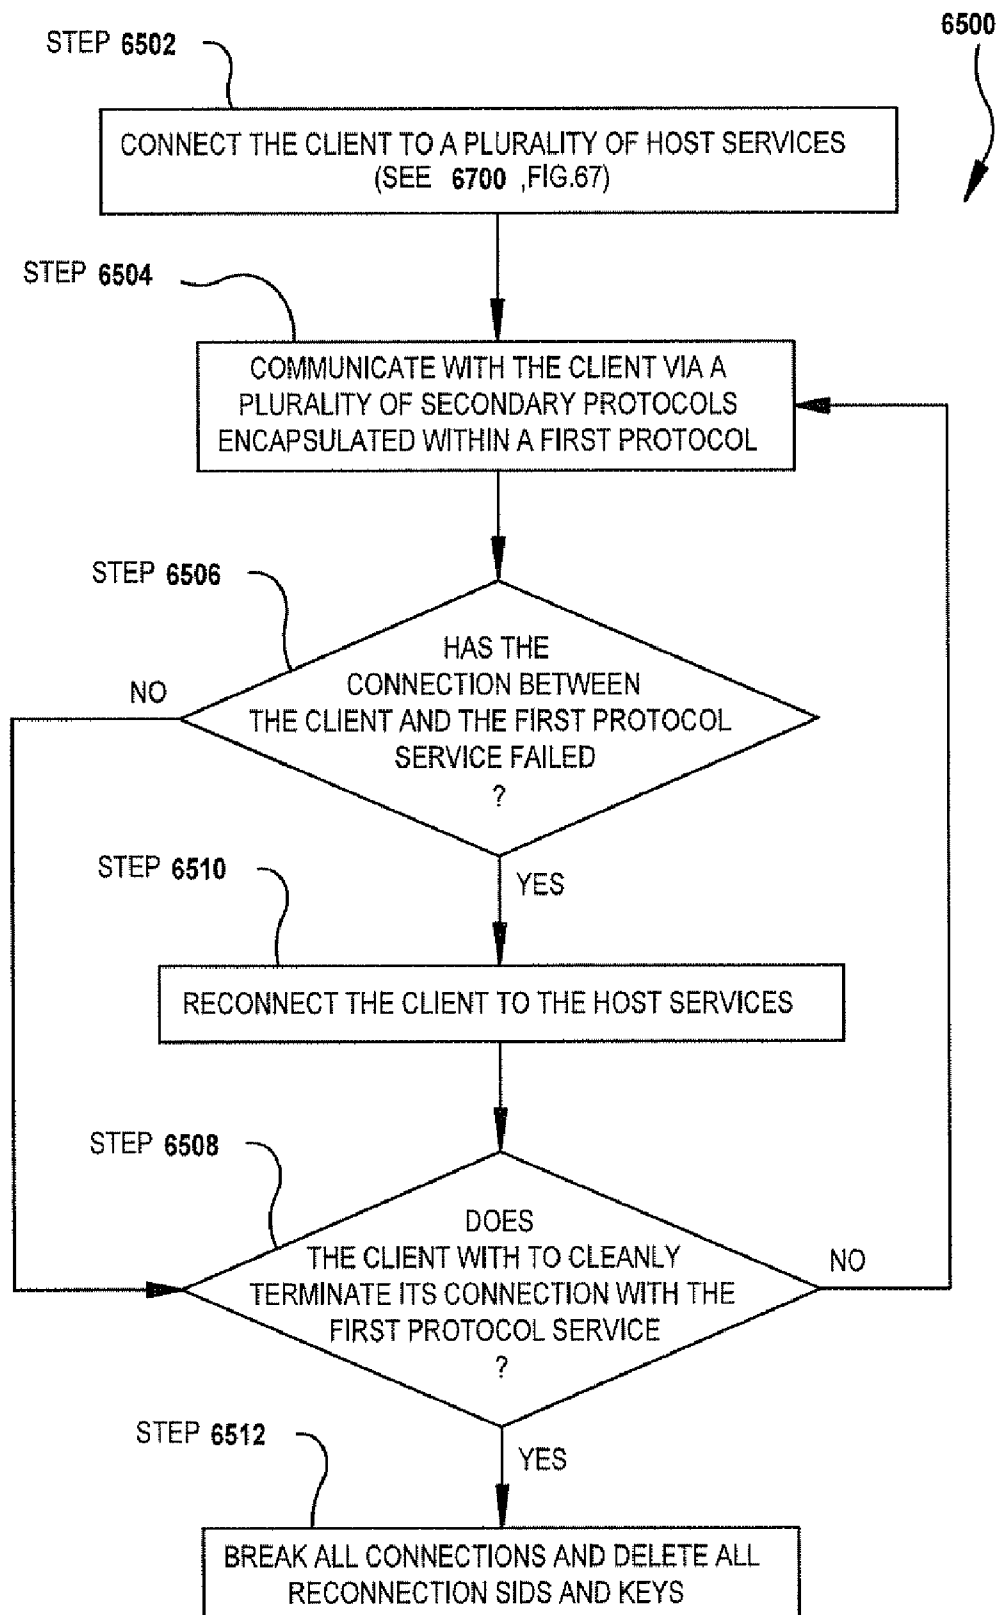 6500
STEP 6502
CONNECT THE CLIENT TO A PLURALITY OF HOST SERVICES
(SEE 6700 ,FIG.67)
STEP 6504
COMMUNICATE WITH THE CLIENT VIA A
PLURALITY OF SECONDARY PROTOCOLS
ENCAPSULATED WITHIN A FIRST PROTOCOL
STEP 6506
HAS THE
CONNECTION BETWEEN
THE CLIENT AND THE FIRST PROTOCOL
SERVICE FAILED
?
NO
YES
STEP 6510
RECONNECT THE CLIENT TO THE HOST SERVICES
STEP 6508
DOES
THE CLIENT WITH TO CLEANLY
TERMINATE ITS CONNECTION WITH THE
FIRST PROTOCOL SERVICE
?
NO
YES
STEP 6512
BREAK ALL CONNECTIONS AND DELETE ALL
RECONNECTION SIDS AND KEYS